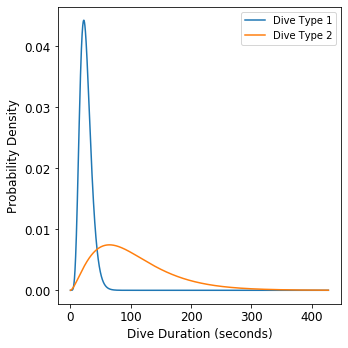 Dive Type 1
Dive Type 2
Probability Density
0.04
0.03
0.02
0.01
0.00
0 100 200 300 400
Dive Duration (seconds)